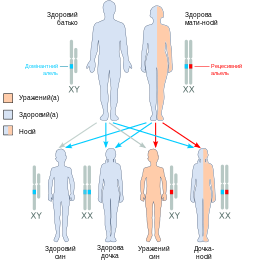 Здоровий
батько
Здорова
мати-носій
Домінантний
алель
Рецесивний
альель
XY
XX
Уражений(а)
Здоровий(а)
Носій
XY
XX
XY
XX
Здоровий
син
Здорова
дочка
Уражений
син
Дочка-
носій